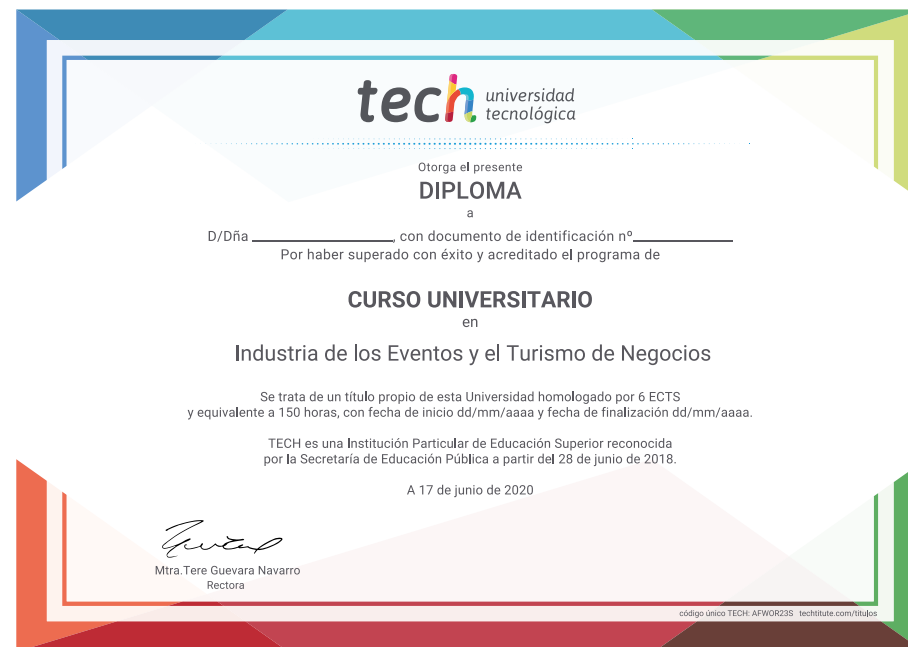 tech universidad
tecnológica
Otorga el presente
DIPLOMA
a
D/Dña ____________, con documento de identificación nº____________
Por haber superado con éxito y acreditado el programa de
CURSO UNIVERSITARIO
en
Industria de los Eventos y el Turismo de Negocios
Se trata de un título propio de esta Universidad homologado por 6 ECTS
y equivalente a 150 horas, con fecha de inicio dd/mm/aaaa y fecha de finalización dd/mm/aaaa.
TECH es una Institución Particular de Educación Superior reconocida
por la Secretaría de Educación Pública a partir del 28 de junio de 2018.
A 17 de junio de 2020
Mtra.Tere Guevara Navarro
Rectora
código único TECH: AFWOR23S techtitute.com/titulos